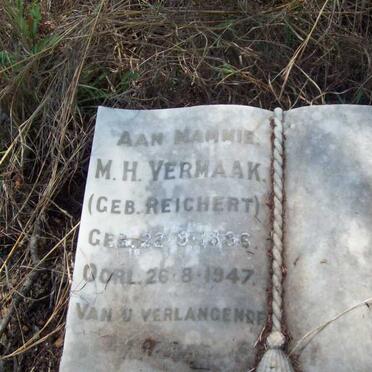 AAN MAMMIE.
M.H. VERMAAK.
(GEB. REICHERT)
GEB.
OORL. 26-8-1947.
VAN U VERLANGENDE